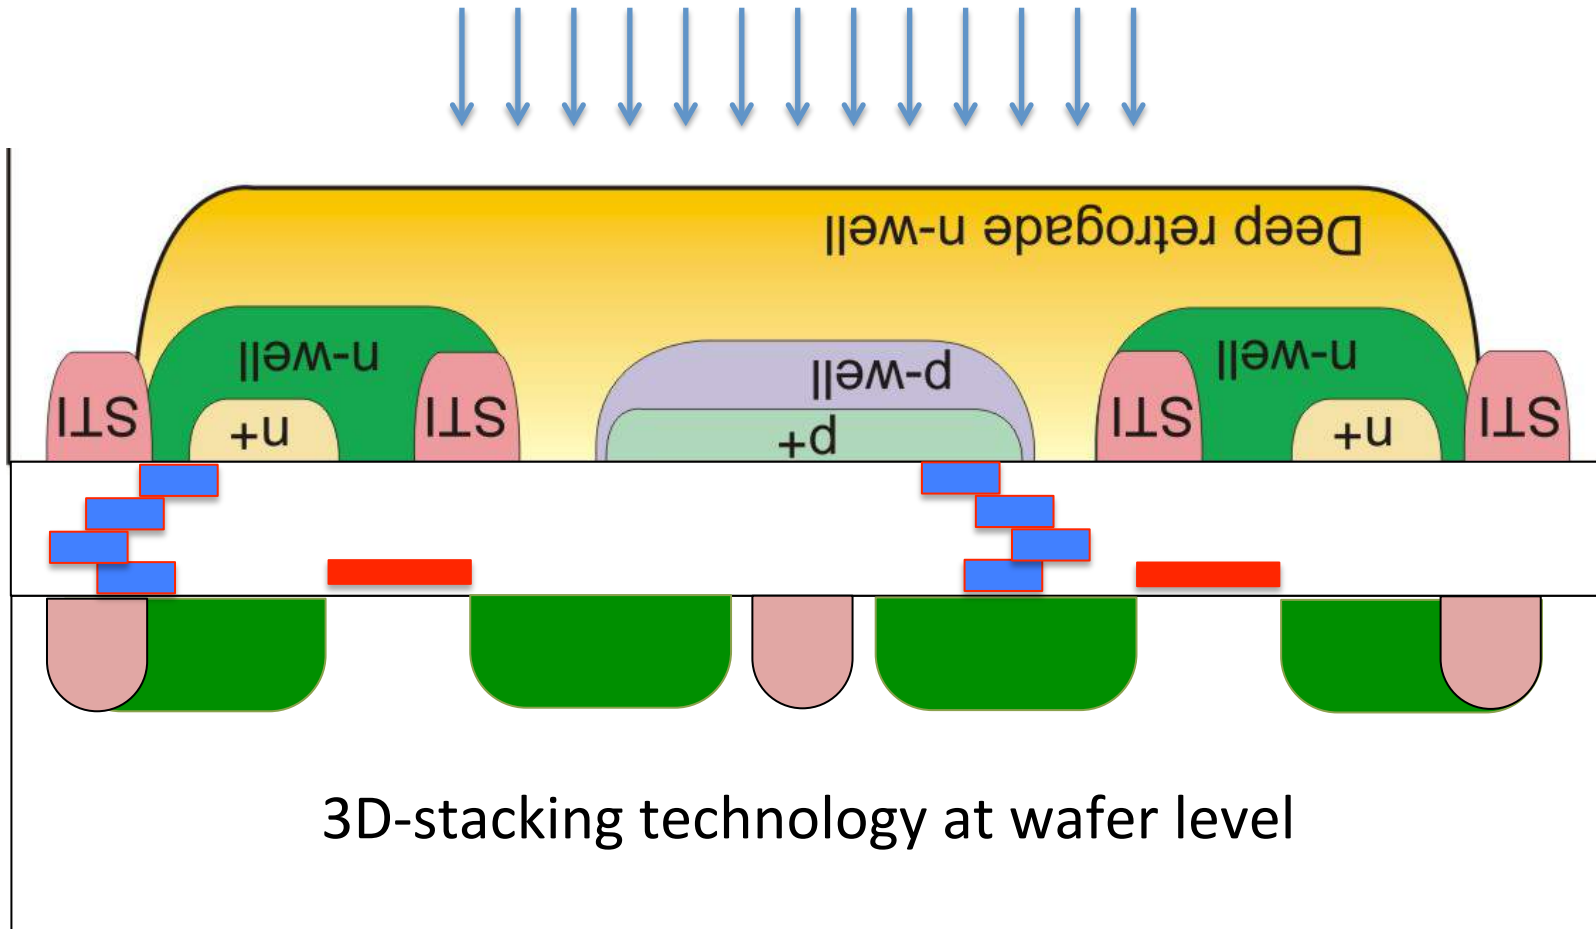 Deep retrogade n-well
n-well
n-well
p-well
STI
n+
STI
p+
STI
n+
STI
3D-stacking technology at wafer level